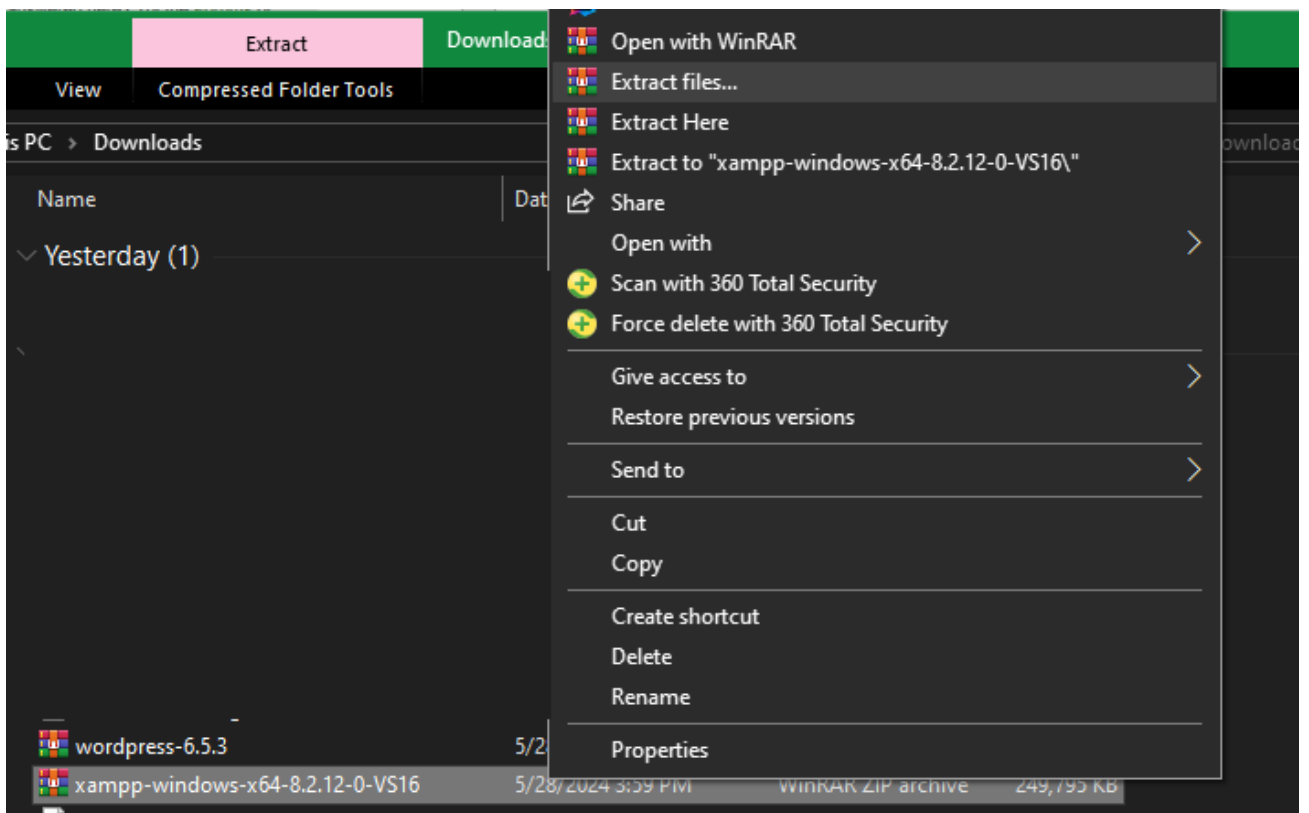 Extract
Download
View
Compressed Folder Tools
is PC > Downloads
Name
Dat
Yesterday (1)
Open with WinRAR
Extract files...
Extract Here
Extract to "xampp-windows-x64-8.2.12-0-VS16\"
Share
Open with
Scan with 360 Total Security
Force delete with 360 Total Security
Give access to
Restore previous versions
Send to
Cut
Copy
Create shortcut
Delete
Rename
Properties
ownload
wordpress-6.5.3 5/2
xampp-windows-x64-8.2.12-0-VS16 5/28/2024 3:59 PM WinRAR ZIP archive 249,795 KB